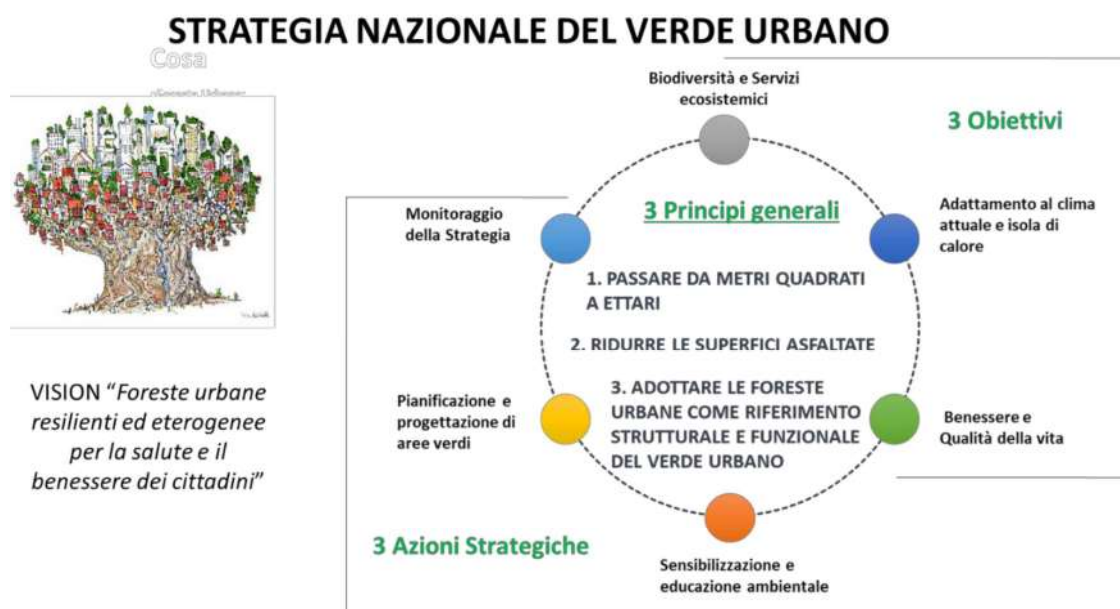 STRATEGIA NAZIONALE DEL VERDE URBANO
Cosa
Biodiversità e Servizi
ecosistemici
3 Obiettivi
Monitoraggio
della Strategia
3 Principi generali
Adattamento al clima
attuale e isola di
calore
1. PASSARE DA METRI QUADRATI
A ETTARI
2. RIDURRE LE SUPERFICI ASFALTATE
3. ADOTTARE LE FORESTE
URBANE COME RIFERIMENTO
STRUTTURALE E FUNZIONALE
DEL VERDE URBANO
Pianificazione e
progettazione di
aree verdi
Benessere e
Qualità della vita
VISION “Foreste urbane
resilienti ed eterogenee
per la salute e il
benessere dei cittadini”
3 Azioni Strategiche
Sensibilizzazione e
educazione ambientale